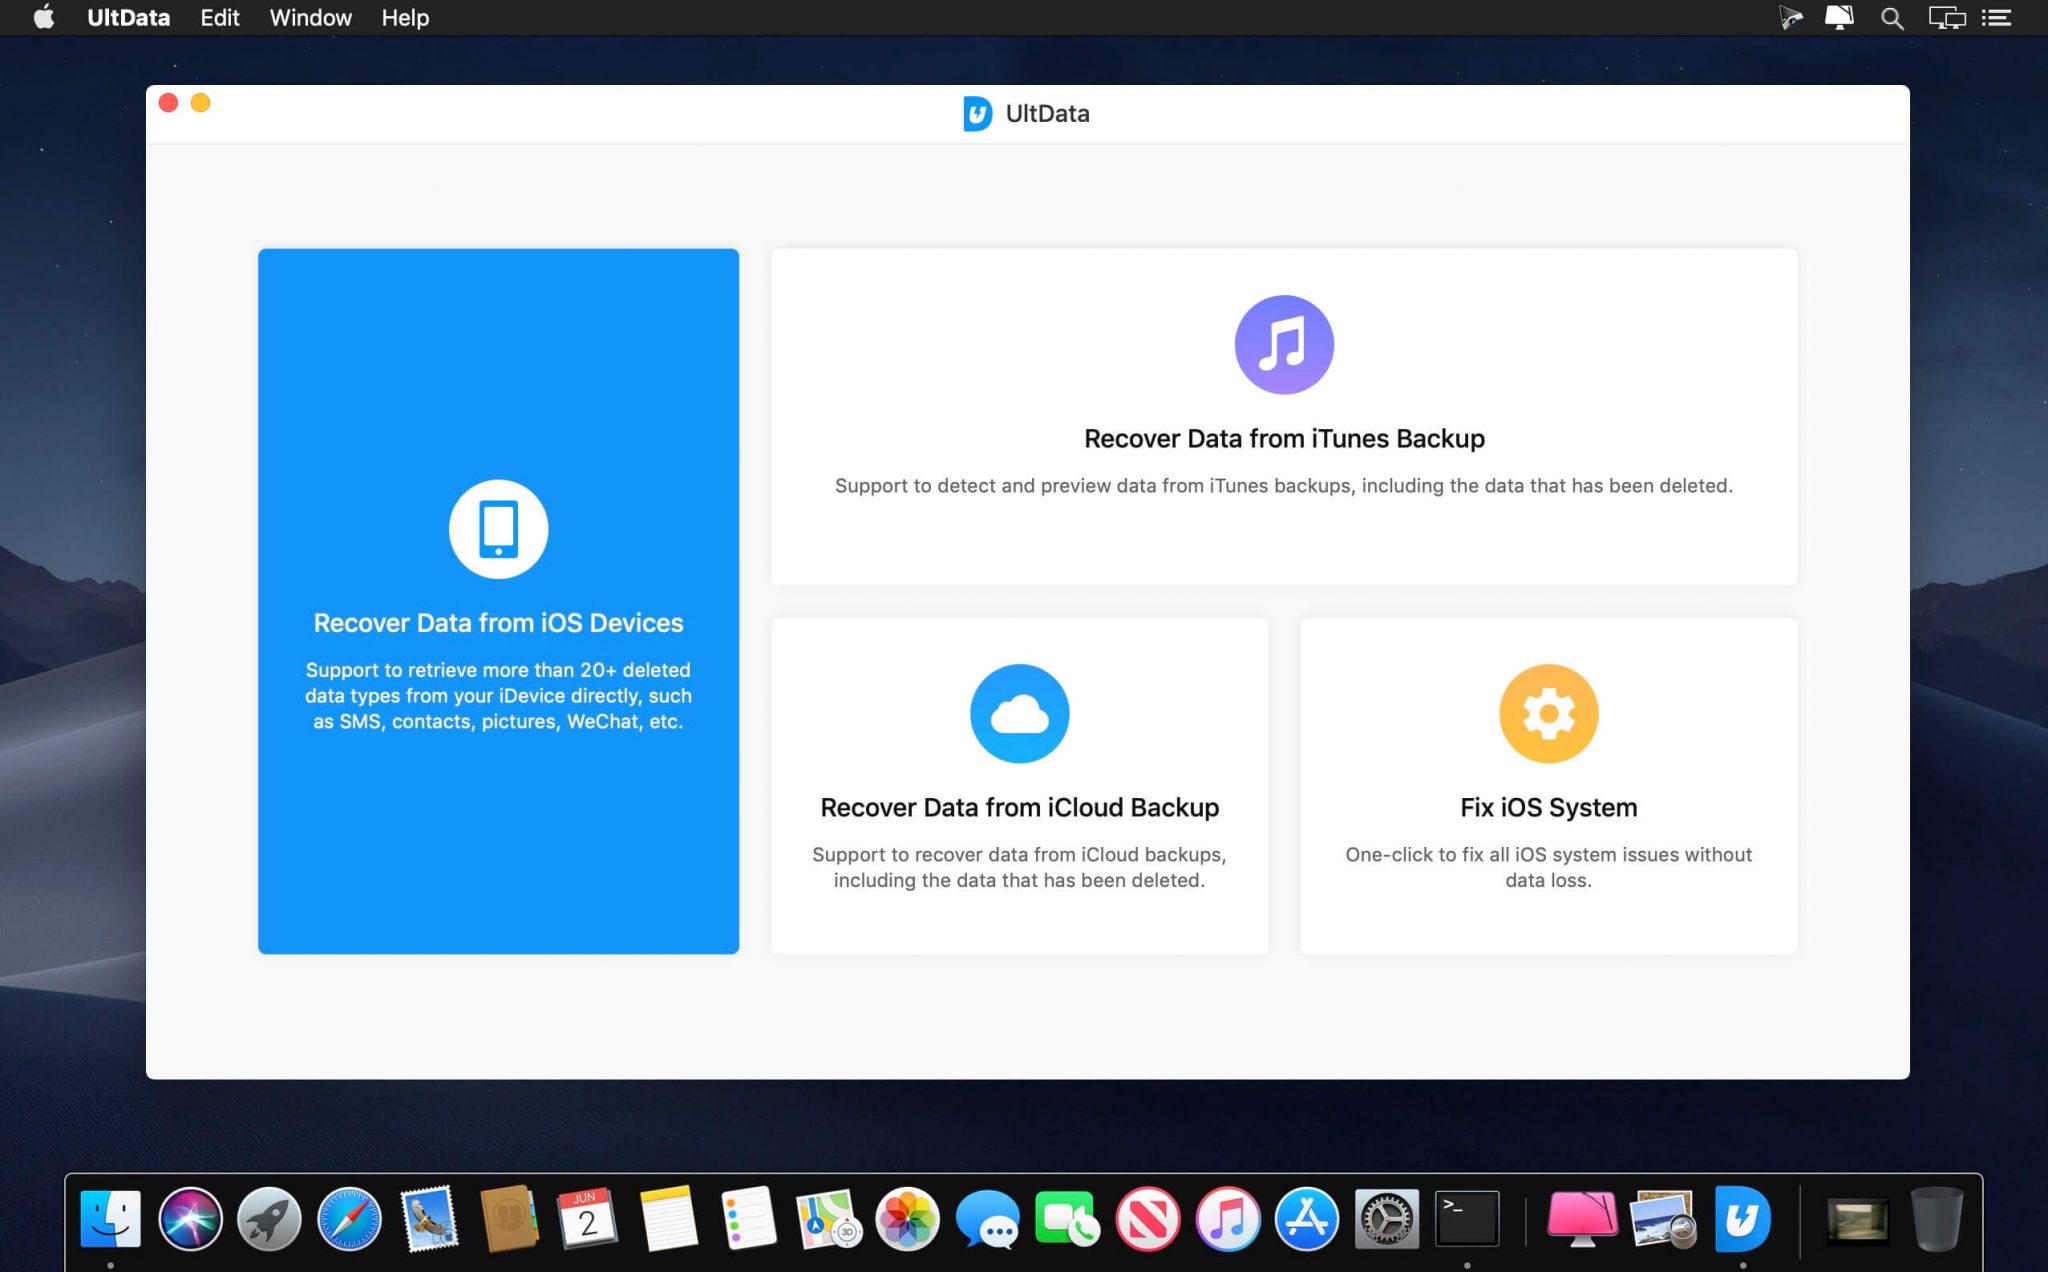 UltData Edit Window Help
UltData
Recover Data from iOS Devices
Support to retrieve more than 20+ deleted
data types from your iDevice directly, such
as SMS, contacts, pictures, WeChat, etc.
Recover Data from iTunes Backup
Support to detect and preview data from iTunes backups, including the data that has been deleted.
Recover Data from iCloud Backup
Support to recover data from iCloud backups,
including the data that has been deleted.
Fix iOS System
One-click to fix all iOS system issues without
data loss.
JUN
2
3D
>_